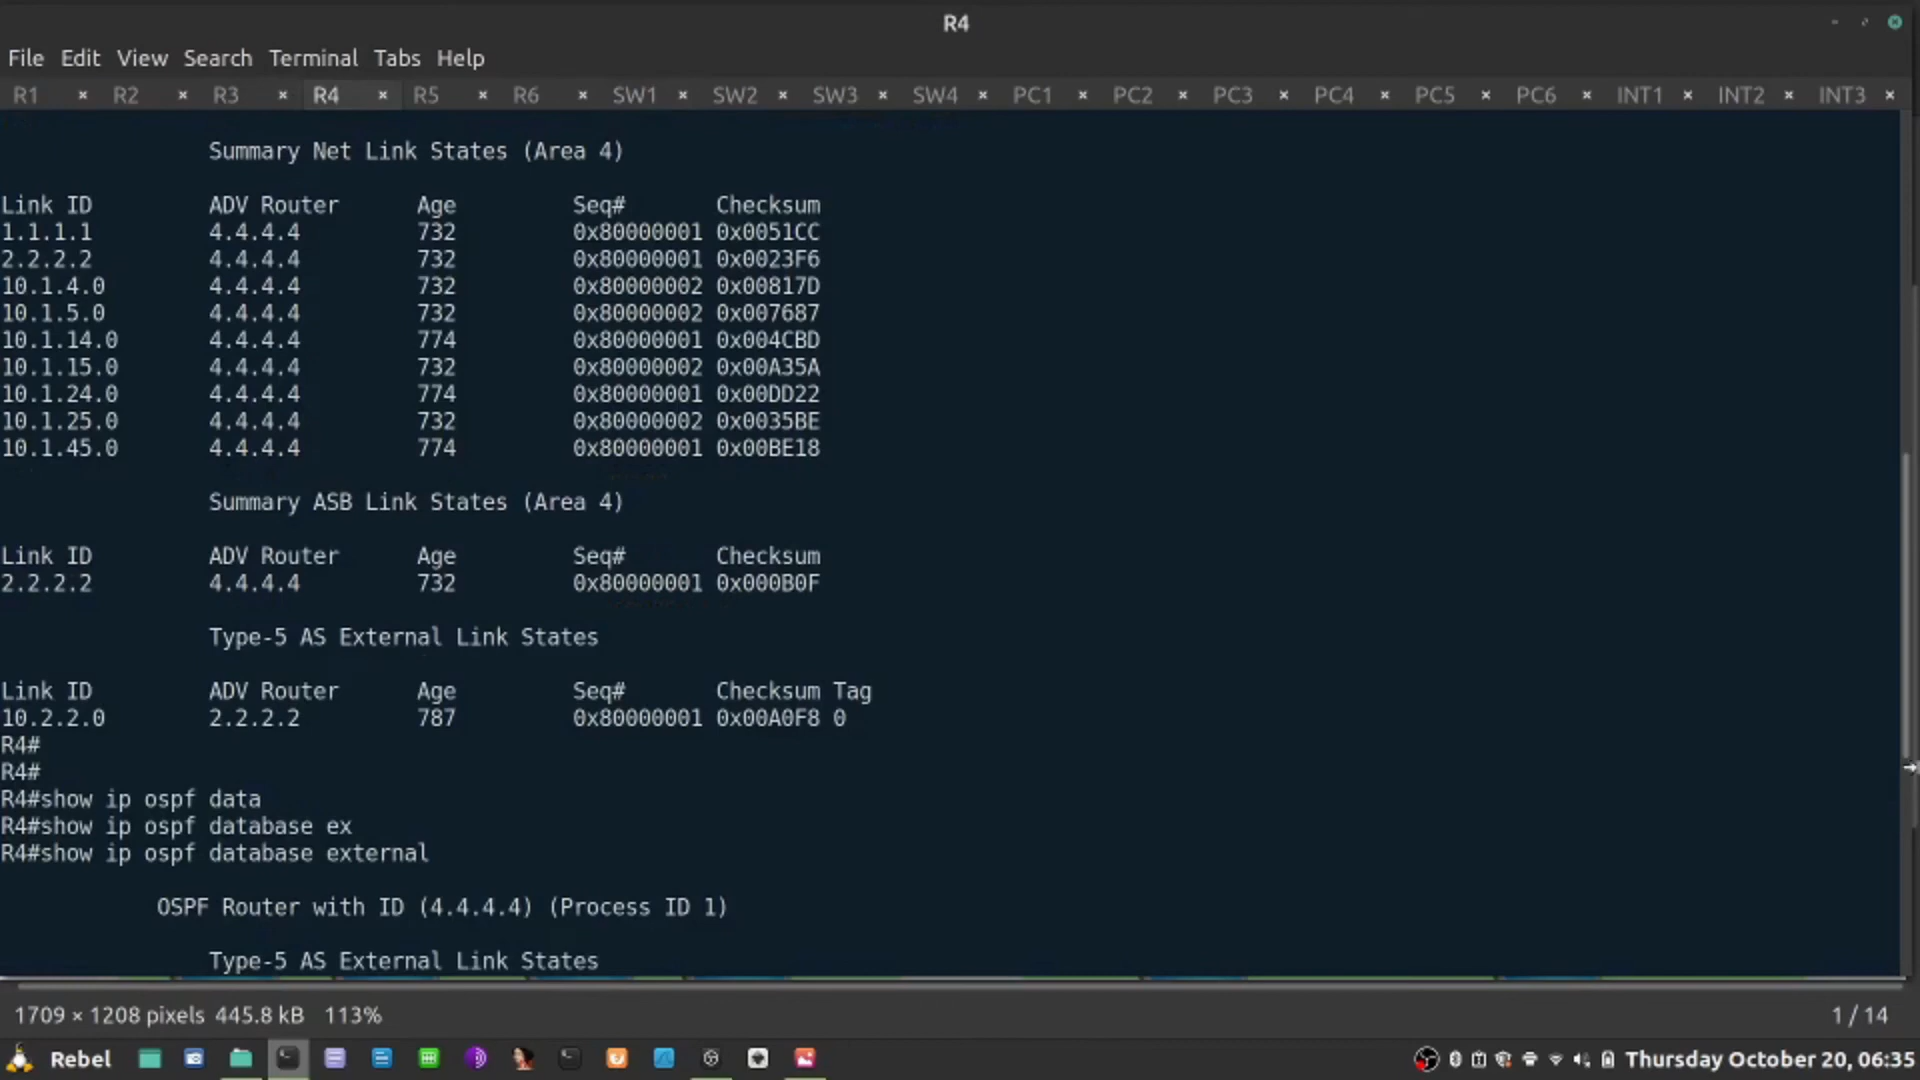 R4
File Edit View Search Terminal Tabs Help
R1 × R2 × R3 × R4 × R5 × R6 × SW1 × SW2 × SW3 × SW4 × PC1 × PC2 × PC3 × PC4 × PC5 × PC6 × INT1 × INT2 × INT3 ×
Summary Net Link States (Area 4)
Link ID ADV Router Age Seq# Checksum
1.1.1.1 4.4.4.4 732 0x80000001 0x0051CC
2.2.2.2 4.4.4.4 732 0x80000001 0x0023F6
10.1.4.0 4.4.4.4 732 0x80000002 0x00817D
10.1.5.0 4.4.4.4 732 0x80000002 0x007687
10.1.14.0 4.4.4.4 774 0x80000001 0x004CBD
10.1.15.0 4.4.4.4 732 0x80000002 0x00A35A
10.1.24.0 4.4.4.4 774 0x80000001 0x00DD22
10.1.25.0 4.4.4.4 732 0x80000002 0x0035BE
10.1.45.0 4.4.4.4 774 0x80000001 0x00BE18
Summary ASB Link States (Area 4)
Link ID ADV Router Age Seq# Checksum
2.2.2.2 4.4.4.4 732 0x80000001 0x000B0F
Type-5 AS External Link States
Link ID ADV Router Age Seq# Checksum Tag
10.2.2.0 2.2.2.2 787 0x80000001 0x00A0F8 0
R4#
R4#
R4#show ip ospf data
R4#show ip ospf database ex
R4#show ip ospf database external
OSPF Router with ID (4.4.4.4) (Process ID 1)
Type-5 AS External Link States
1709 × 1208 pixels 445.8 kB 113% 1 / 14
Rebel Thursday October 20, 06:35